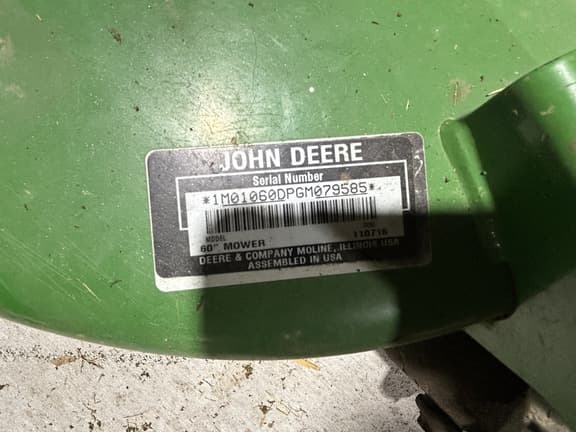 JOHN DEERE
Serial Number
*1M01060DPGM079585*
MODEL
60" MOWER
110716
DEERE & COMPANY MOLINE, ILLINOIS USA
ASSEMBLED IN USA